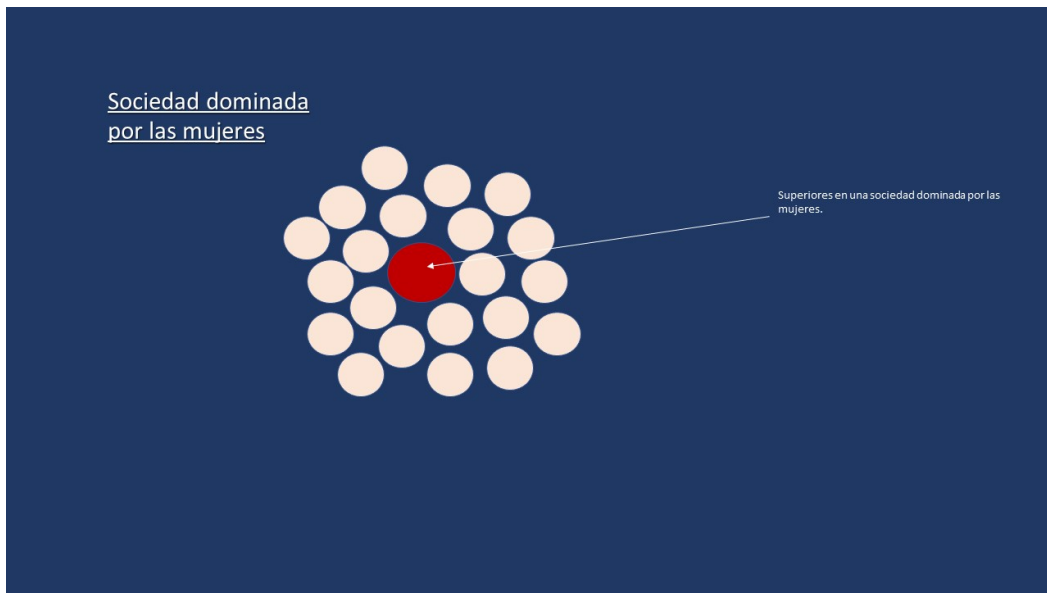 Sociedad dominada
por las mujeres
Superiores en una sociedad dominada por las
mujeres.